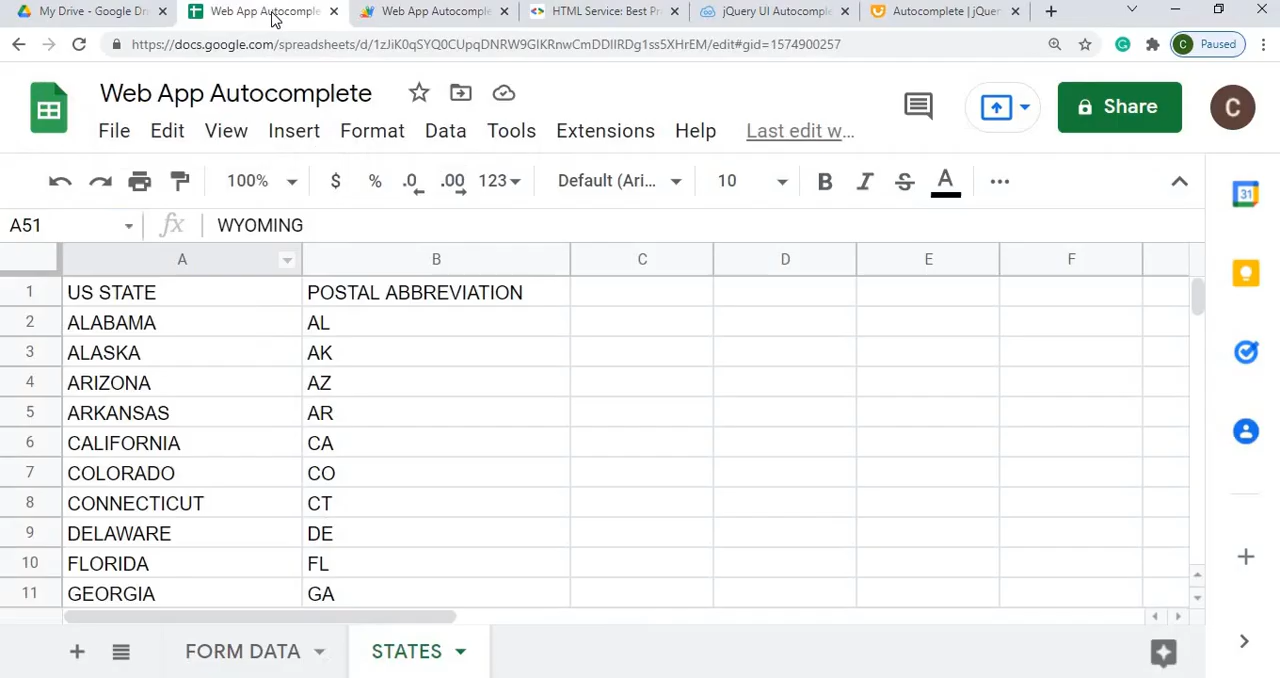 My Drive - Google Dri
Web App Autocomple
Web App Autocomple
HTML Service: Best Pr
jQuery UI Autocomple
Autocomplete | jQuer
https://docs.google.com/spreadsheets/d/1zJiK0qSYQ0CUpqDNRW9GIKRnwCmDDlIRDg1ss5XHrEM/edit#gid=1574900257
C Paused
Web App Autocomplete
File Edit View Insert Format Data Tools Extensions Help Last edit w...
Share
C
100% $ % .0 .00 123 Default (Ari... 10 B I S A
31
A51 fx WYOMING
A B C D E F
1 US STATE POSTAL ABBREVIATION
2 ALABAMA AL
3 ALASKA AK
4 ARIZONA AZ
5 ARKANSAS AR
6 CALIFORNIA CA
7 COLORADO CO
8 CONNECTICUT CT
9 DELAWARE DE
10 FLORIDA FL
11 GEORGIA GA
FORM DATA STATES